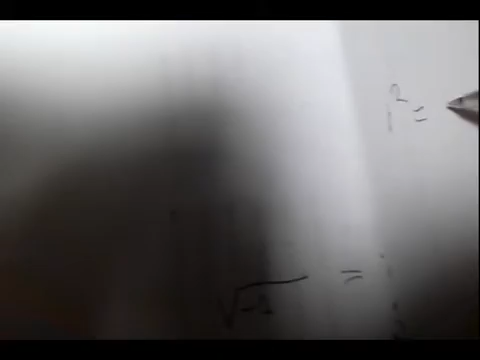 i² =
√-1 = i